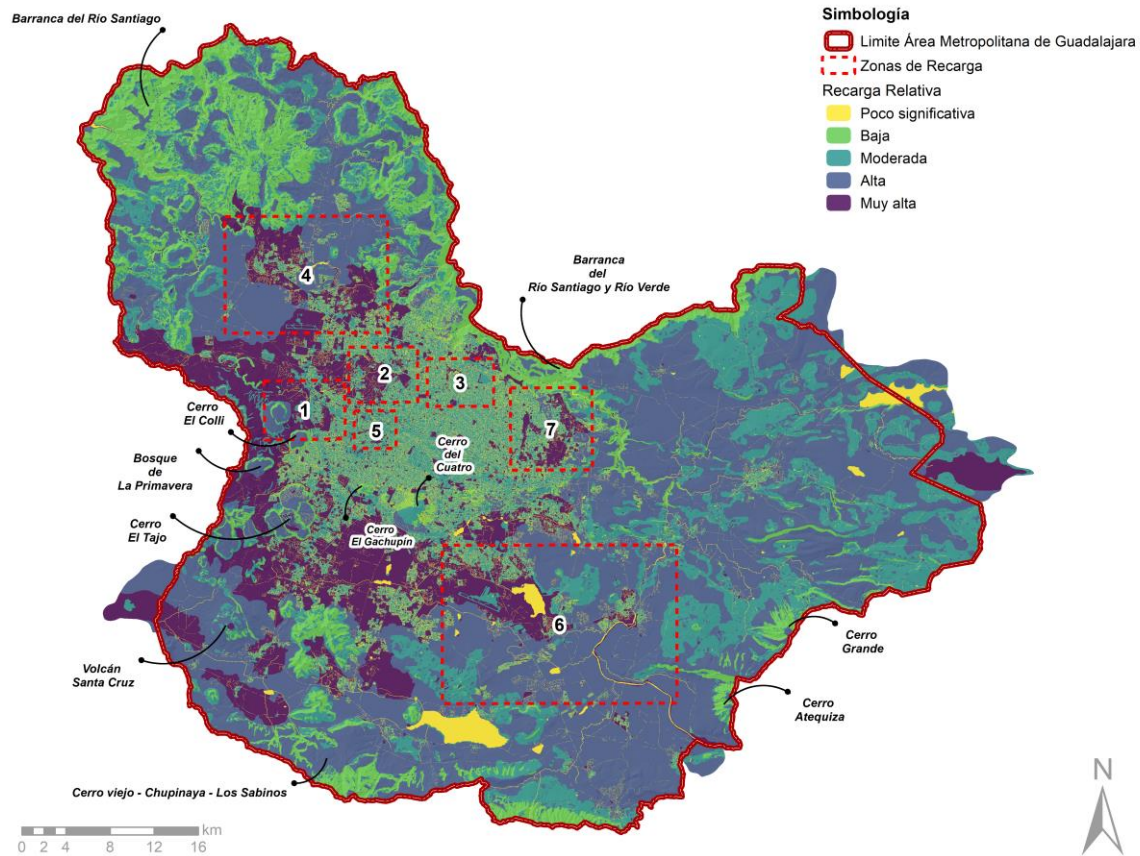 Barranca del Río Santiago
Simbología
Limite Área Metropolitana de Guadalajara
Zonas de Recarga
Recarga Relativa
Poco significativa
Baja
Moderada
Alta
Muy alta
Barranca
del
Río Santiago y Río Verde
4
2
3
1
5
7
6
Cerro
El Colli
Bosque
de
La Primavera
Cerro
El Tajo
Cerro
del
Cuatro
Cerro
El Gachupín
Volcán
Santa Cruz
Cerro
Grande
Cerro
Atequiza
Cerro viejo - Chupinaya - Los Sabinos
km
0 2 4 8 12 16
N